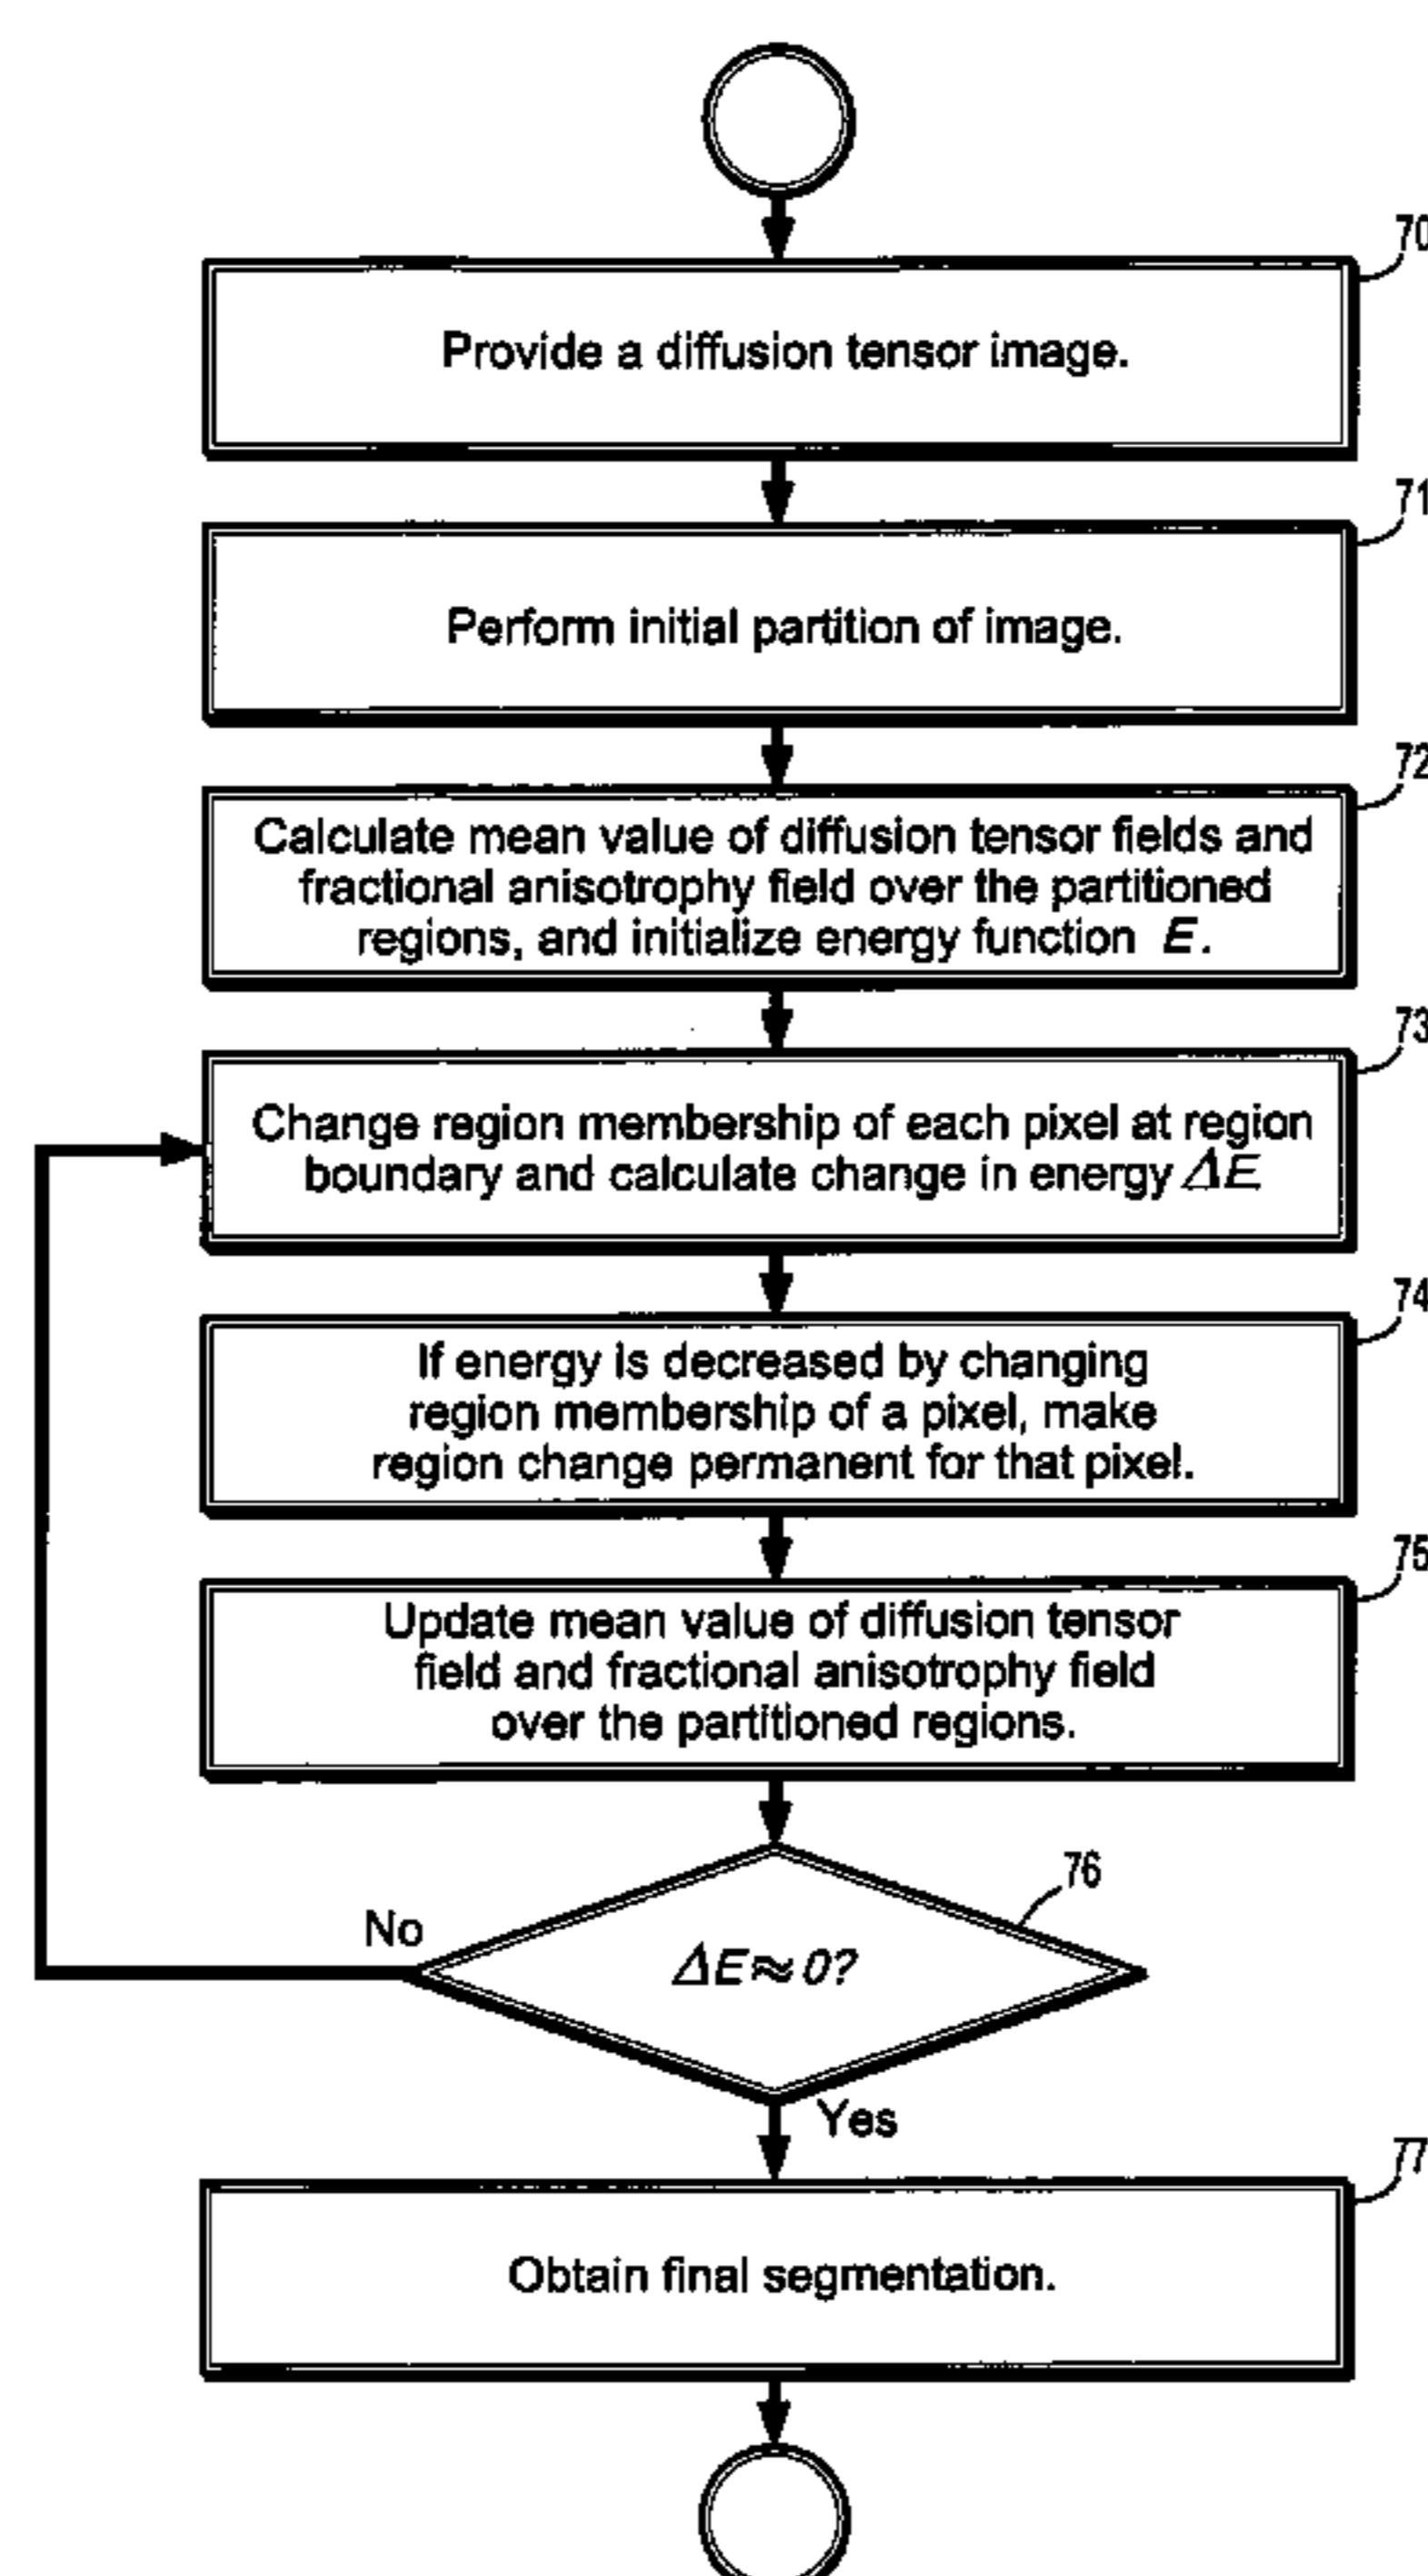 70
Provide a diffusion tensor image.
71
Perform initial partition of image.
72
Calculate mean value of diffusion tensor fields and
fractional anisotropy field over the partitioned
regions, and initialize energy function E.
73
Change region membership of each pixel at region
boundary and calculate change in energy ΔE
74
If energy is decreased by changing
region membership of a pixel, make
region change permanent for that pixel.
75
Update mean value of diffusion tensor
field and fractional anisotropy field
over the partitioned regions.
76
No
ΔE≈0?
Yes
77
Obtain final segmentation.